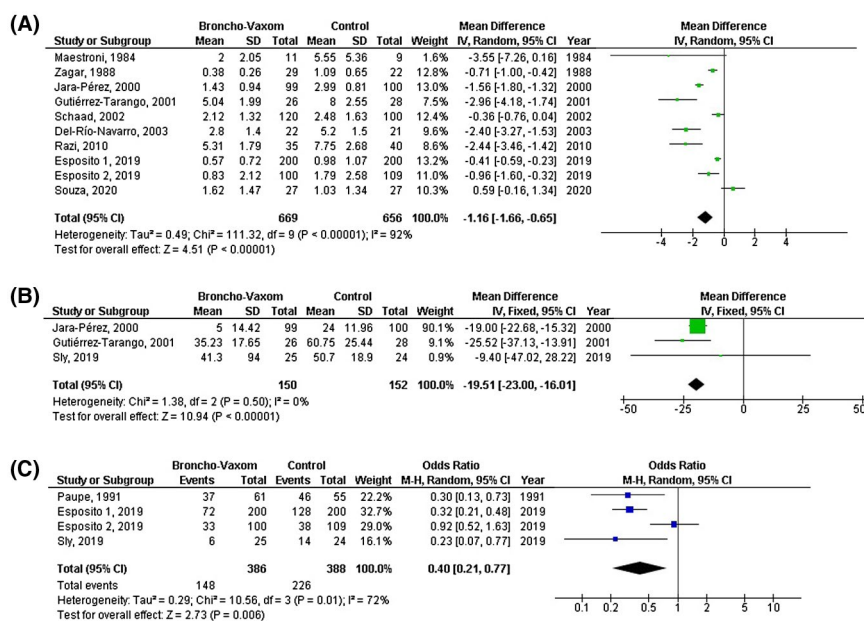 (A)
Broncho-Vaxom Control Mean Difference Mean Difference
Study or Subgroup Mean SD Total Mean SD Total Weight IV, Random, 95% CI Year IV, Random, 95% CI
Maestroni, 1984 2 2.05 11 5.55 5.36 9 1.6% -3.55 [-7.26, 0.16] 1984
Zagar, 1988 0.38 0.26 29 1.09 0.65 22 13.1% -0.71 [-1.00, -0.42] 1988
Jara-Pérez, 2000 1.43 0.94 99 2.99 0.81 100 13.2% -1.56 [-1.80, -1.32] 2000
Gutiérrez-Tarango, 2001 5.04 1.99 26 8 2.55 28 7.7% -2.96 [-4.18, -1.74] 2001
Schaad, 2002 2.12 1.32 120 2.48 1.63 100 12.7% -0.36 [-0.76, 0.04] 2002
Del-Río-Navarro, 2003 2.8 1.4 22 5.2 1.5 21 9.9% -2.40 [-3.27, -1.53] 2003
Razi, 2010 5.31 1.79 35 7.75 2.68 40 8.9% -2.44 [-3.46, -1.42] 2010
Esposito 1, 2019 0.57 0.72 200 0.98 1.07 200 13.4% -0.41 [-0.59, -0.23] 2019
Esposito 2, 2019 0.83 2.12 100 1.79 2.58 109 11.4% -0.96 [-1.60, -0.32] 2019
Souza, 2020 1.62 1.47 27 1.03 1.34 27 10.3% 0.59 [-0.16, 1.34] 2020
Total (95% CI) 669 656 100.0% -1.16 [-1.66, -0.65]
Heterogeneity: Tau² = 0.49; Chi² = 111.32, df = 9 (P < 0.00001); I² = 92%
Test for overall effect: Z = 4.51 (P < 0.00001)
-4 -2 0 2 4
(B)
Broncho-Vaxom Control Mean Difference Mean Difference
Study or Subgroup Mean SD Total Mean SD Total Weight IV, Fixed, 95% CI Year IV, Fixed, 95% CI
Jara-Pérez, 2000 5 14.42 99 24 11.96 100 90.1% -19.00 [-22.68, -15.32] 2000
Gutiérrez-Tarango, 2001 35.23 17.65 26 60.75 25.44 28 9.1% -25.52 [-37.13, -13.91] 2001
Sly, 2019 41.3 94 25 50.7 18.9 24 0.9% -9.40 [-47.02, 28.22] 2019
Total (95% CI) 150 152 100.0% -19.51 [-23.00, -16.01]
Heterogeneity: Chi² = 1.38, df = 2 (P = 0.50); I² = 0%
Test for overall effect: Z = 10.94 (P < 0.00001)
-50 -25 0 25 50
(C)
Broncho-Vaxom Control Odds Ratio Odds Ratio
Study or Subgroup Events Total Events Total Weight M-H, Random, 95% CI Year M-H, Random, 95% CI
Paupe, 1991 37 61 46 55 22.2% 0.30 [0.13, 0.73] 1991
Esposito 1, 2019 72 200 128 200 32.7% 0.32 [0.21, 0.48] 2019
Esposito 2, 2019 33 100 38 109 29.0% 0.92 [0.52, 1.63] 2019
Sly, 2019 6 25 14 24 16.1% 0.23 [0.07, 0.77] 2019
Total (95% CI) 386 388 100.0% 0.40 [0.21, 0.77]
Total events 148 226
Heterogeneity: Tau² = 0.29; Chi² = 10.56, df = 3 (P = 0.01); I² = 72%
Test for overall effect: Z = 2.73 (P = 0.006)
0.1 0.2 0.5 1 2 5 10